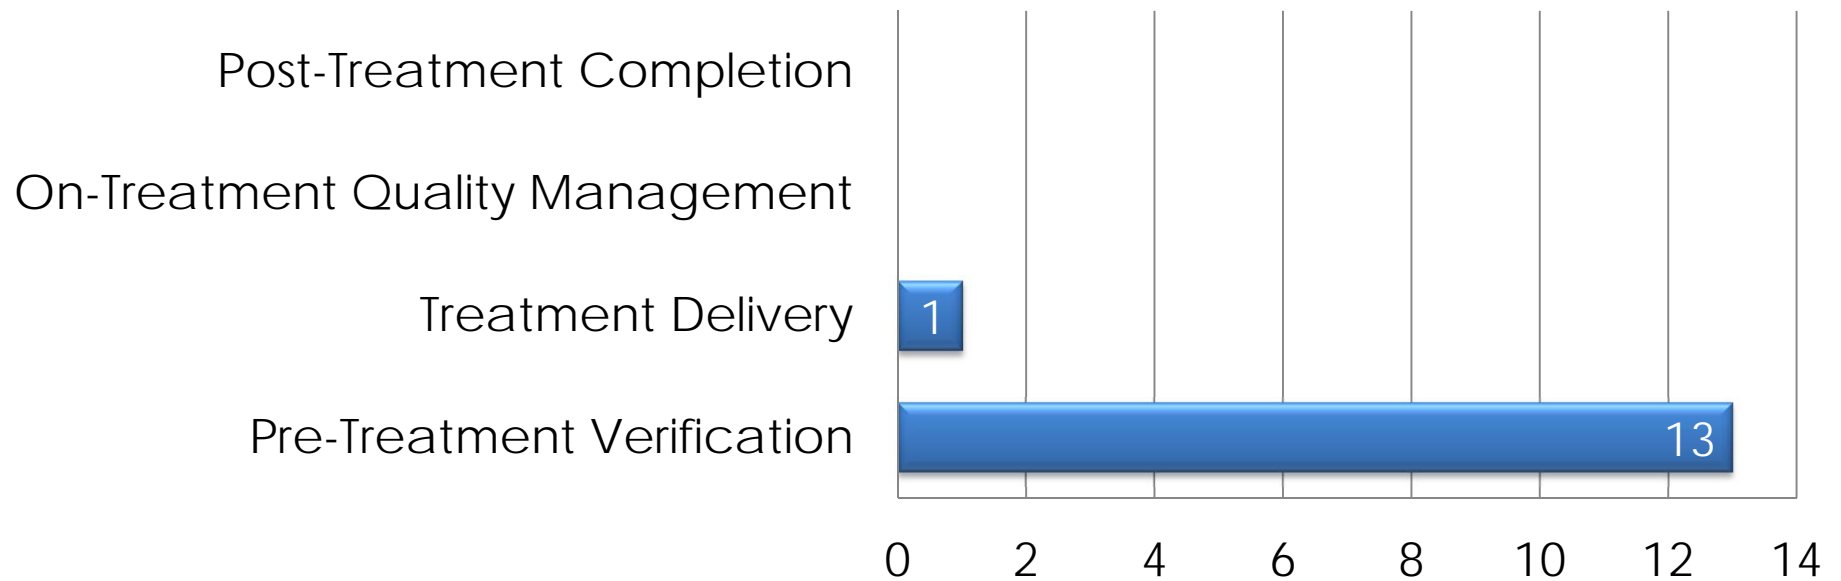 Post-Treatment Completion
On-Treatment Quality Management
Treatment Delivery
1
Pre-Treatment Verification
13
0 2 4 6 8 10 12 14